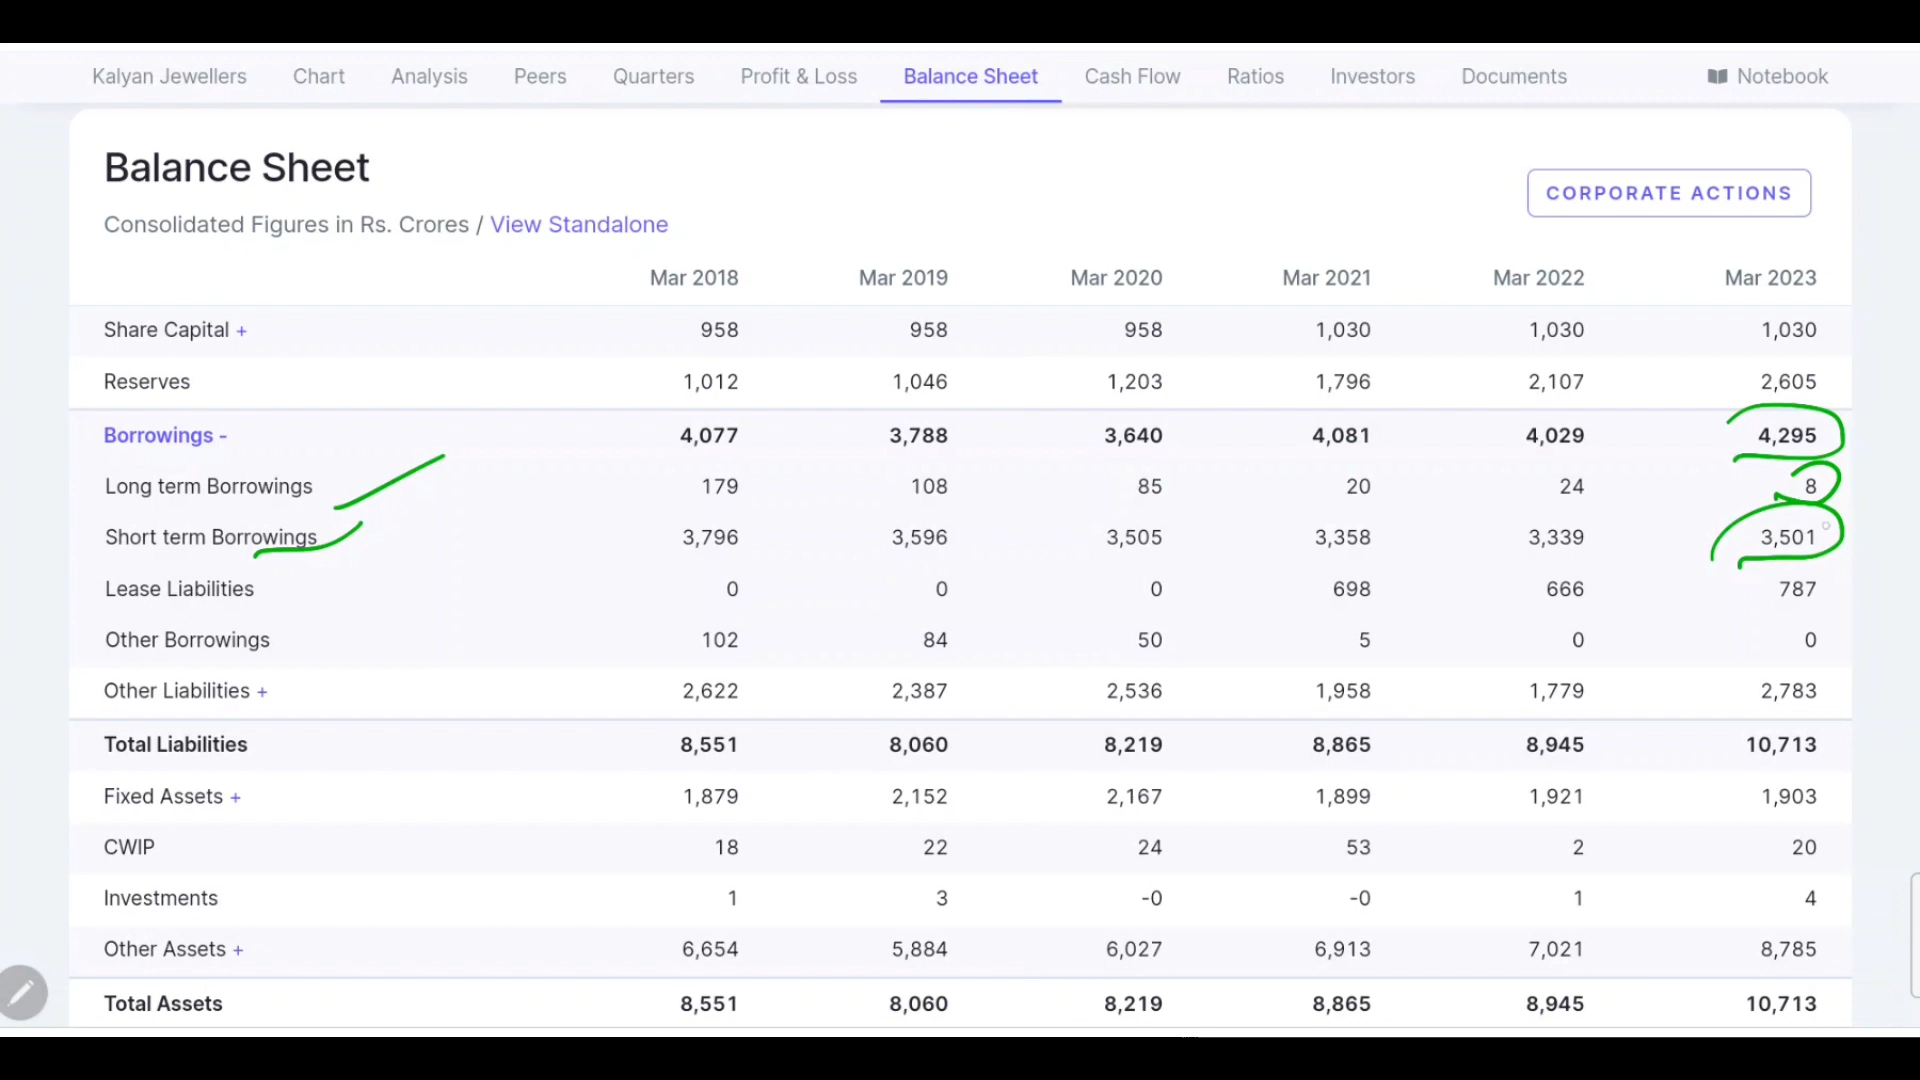 Kalyan Jewellers Chart Analysis Peers Quarters Profit & Loss Balance Sheet Cash Flow Ratios Investors Documents Notebook
Balance Sheet
CORPORATE ACTIONS
Consolidated Figures in Rs. Crores / View Standalone
Mar 2018 Mar 2019 Mar 2020 Mar 2021 Mar 2022 Mar 2023
Share Capital + 958 958 958 1,030 1,030 1,030
Reserves 1,012 1,046 1,203 1,796 2,107 2,605
Borrowings - 4,077 3,788 3,640 4,081 4,029 4,295
Long term Borrowings 179 108 85 20 24 8
Short term Borrowings 3,796 3,596 3,505 3,358 3,339 3,501
Lease Liabilities 0 0 0 698 666 787
Other Borrowings 102 84 50 5 0 0
Other Liabilities + 2,622 2,387 2,536 1,958 1,779 2,783
Total Liabilities 8,551 8,060 8,219 8,865 8,945 10,713
Fixed Assets + 1,879 2,152 2,167 1,899 1,921 1,903
CWIP 18 22 24 53 2 20
Investments 1 3 -0 -0 1 4
Other Assets + 6,654 5,884 6,027 6,913 7,021 8,785
Total Assets 8,551 8,060 8,219 8,865 8,945 10,713